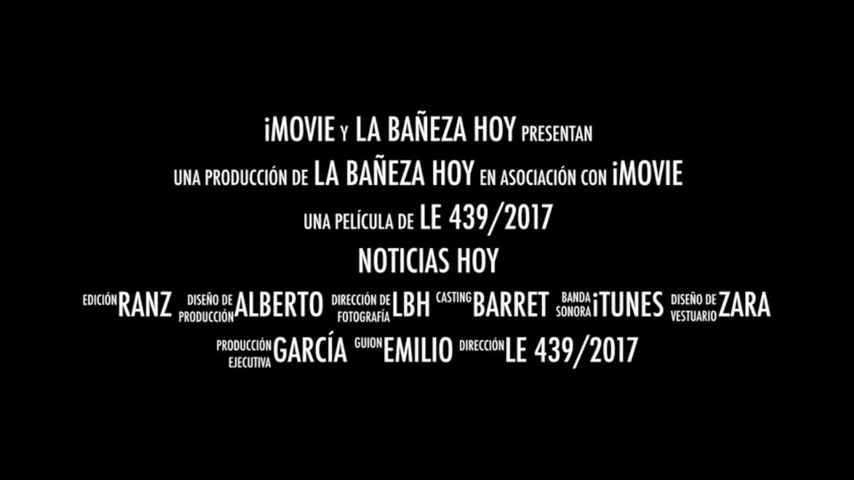 iMOVIE Y LA BAÑEZA HOY PRESENTAN
UNA PRODUCCIÓN DE LA BAÑEZA HOY EN ASOCIACIÓN CON iMOVIE
UNA PELÍCULA DE LE 439/2017
NOTICIAS HOY
EDICIÓN RANZ DISEÑO DE PRODUCCIÓN ALBERTO DIRECCIÓN DE FOTOGRAFÍA LBH CASTING BARRET BANDA SONORA iTUNES DISEÑO DE VESTUARIO ZARA
PRODUCCIÓN EJECUTIVA GARCÍA GUION EMILIO DIRECCIÓN LE 439/2017